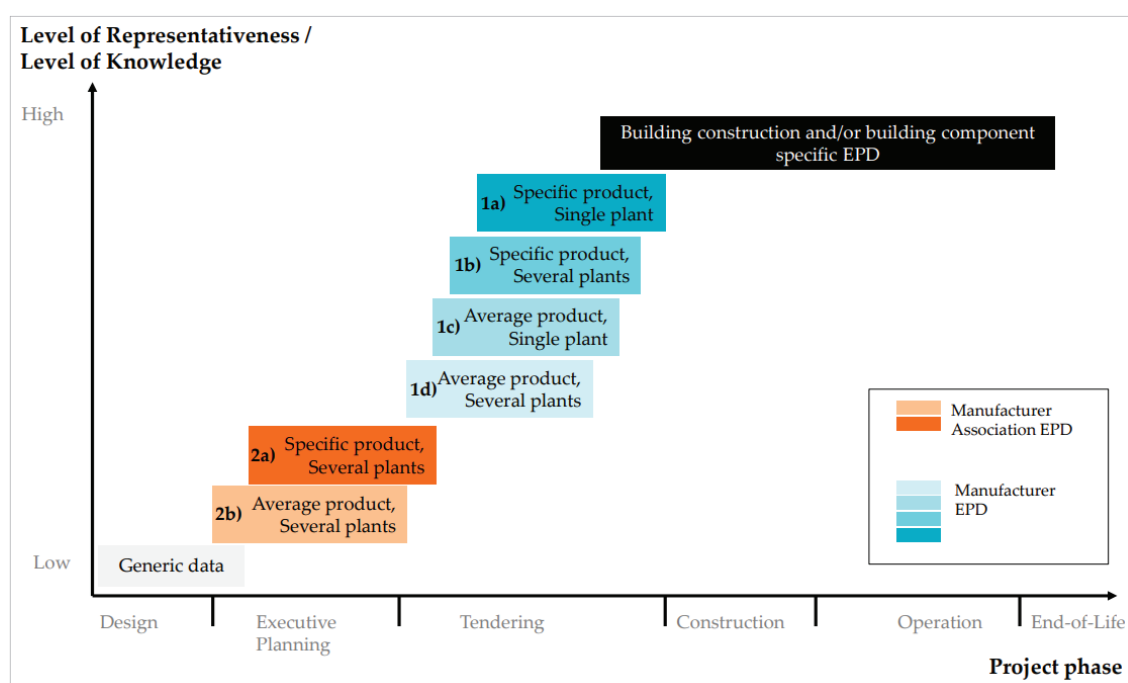 Level of Representativeness /
Level of Knowledge
High
Building construction and/or building component
specific EPD
1a) Specific product,
Single plant
1b) Specific product,
Several plants
1c) Average product,
Single plant
1d) Average product,
Several plants
2a) Specific product,
Several plants
2b) Average product,
Several plants
Low
Generic data
Manufacturer
Association EPD
Manufacturer
EPD
Design
Executive
Planning
Tendering
Construction
Operation
End-of-Life
Project phase